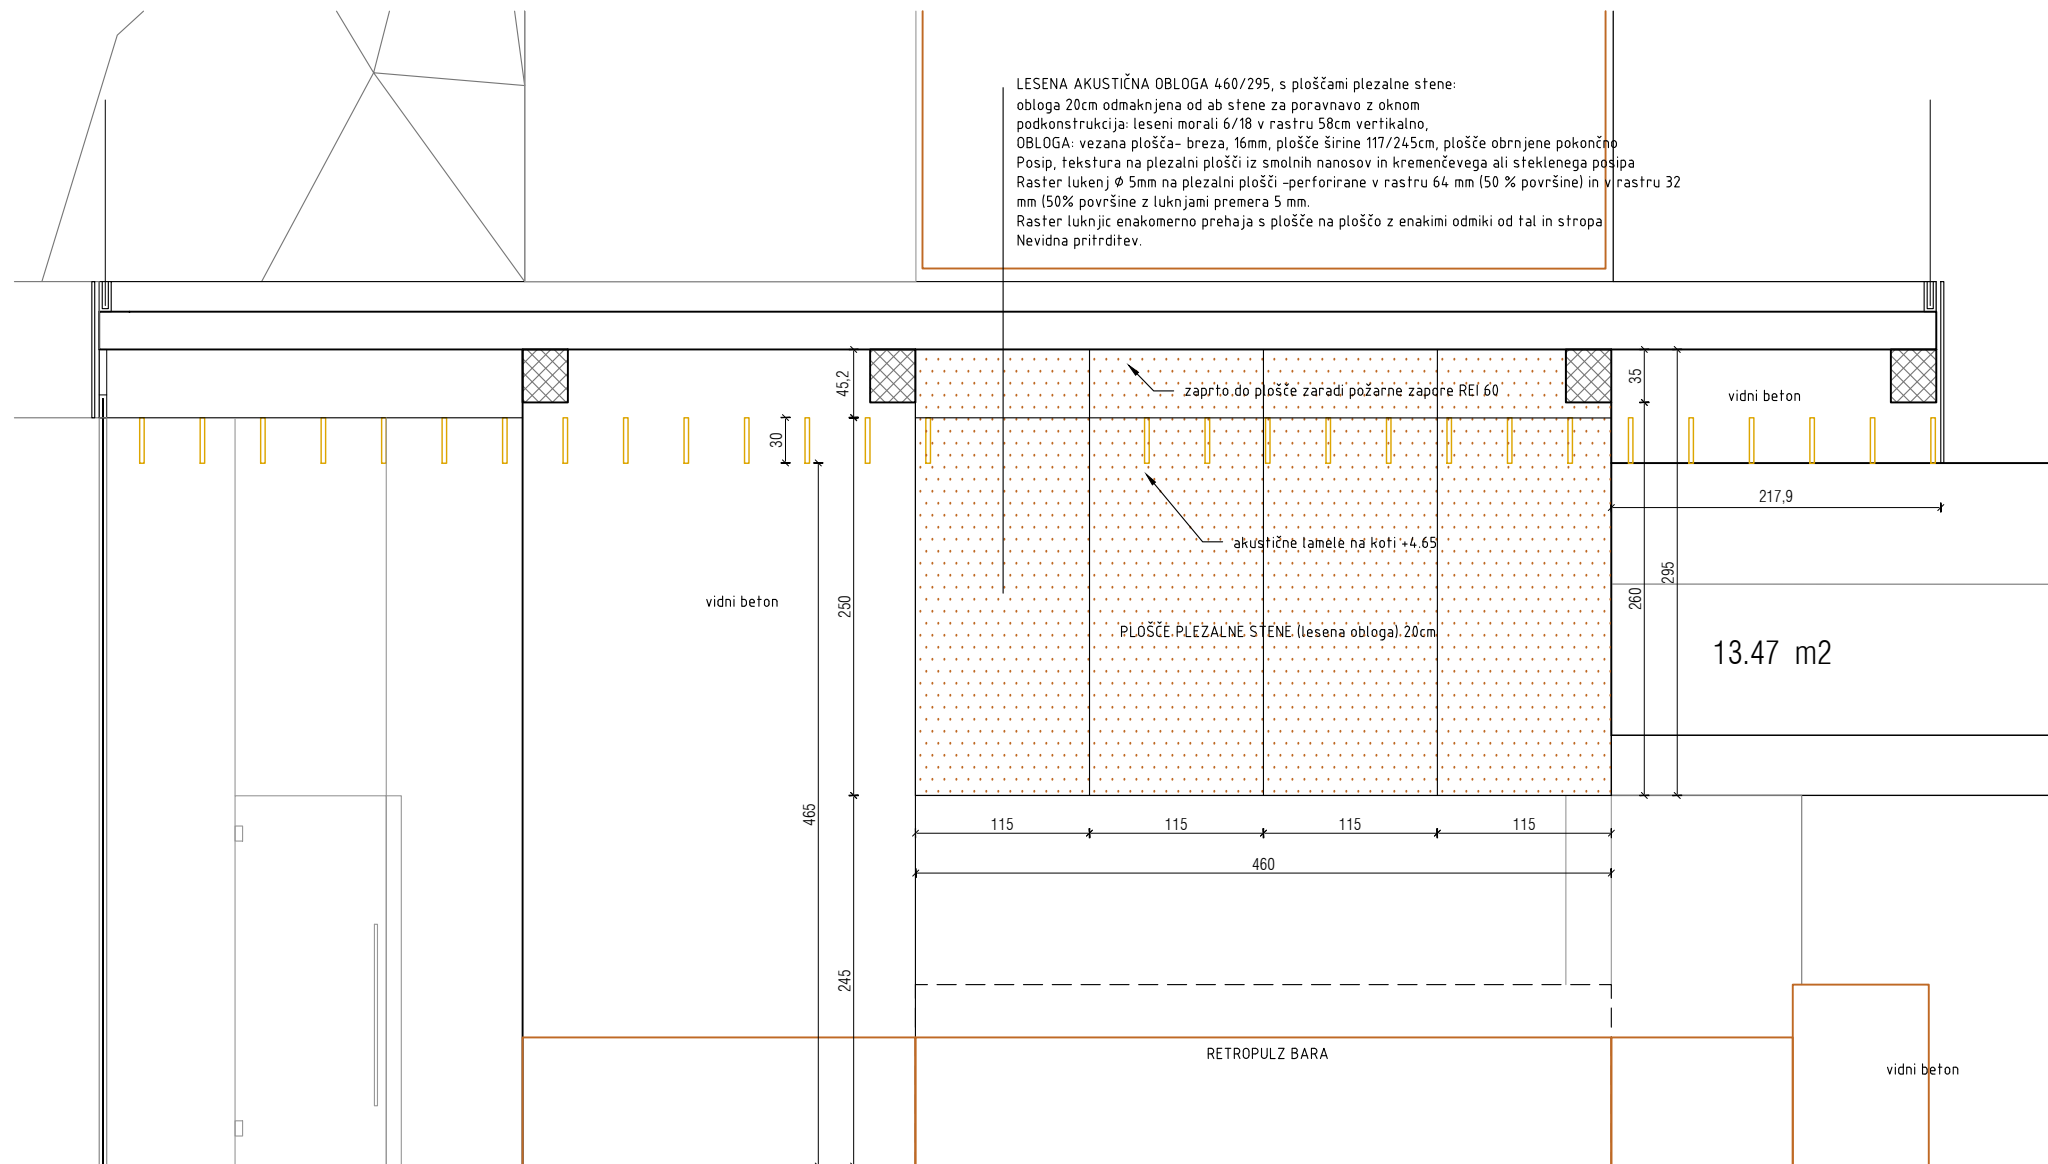 LESENA AKUSTIČNA OBLOGA 460/295, s ploščami plezalne stene:
obloga 20cm odmaknjena od ab stene za poravnavo z oknom
podkonstrukcija: leseni morali 6/18 v rastru 58cm vertikalno,
OBLOGA: vezana plošča- breza, 16mm, plošče širine 117/245cm, plošče obrnjene pokončno
Posip, tekstura na plezalni plošči iz smolnih nanosov in kremenčevega ali steklenega posipa
Raster lukenj Ø 5mm na plezalni plošči -perforirane v rastru 64 mm (50 % površine) in v rastru 32
mm (50% površine z luknjami premera 5 mm.
Raster luknjic enakomerno prehaja s plošče na ploščo z enakimi odmiki od tal in stropa
Nevidna pritrditev.
45,2
35
zaprto do plošče zaradi požarne zapore REI 60
vidni beton
30
217,9
akustične lamele na koti +4.65
295
260
250
vidni beton
PLOŠČE PLEZALNE STENE (lesena obloga) 20cm
13.47 m2
465
115
115
115
115
460
245
RETROPULZ BARA
vidni beton